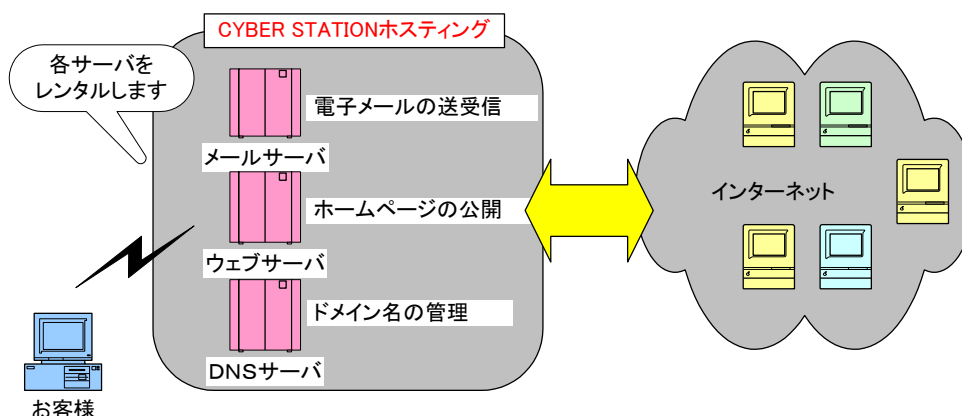 CYBER STATIONホスティング
各サーバを
レンタルします
電子メールの送受信
メールサーバ
ホームページの公開
ウェブサーバ
ドメイン名の管理
DNSサーバ
インターネット
お客様